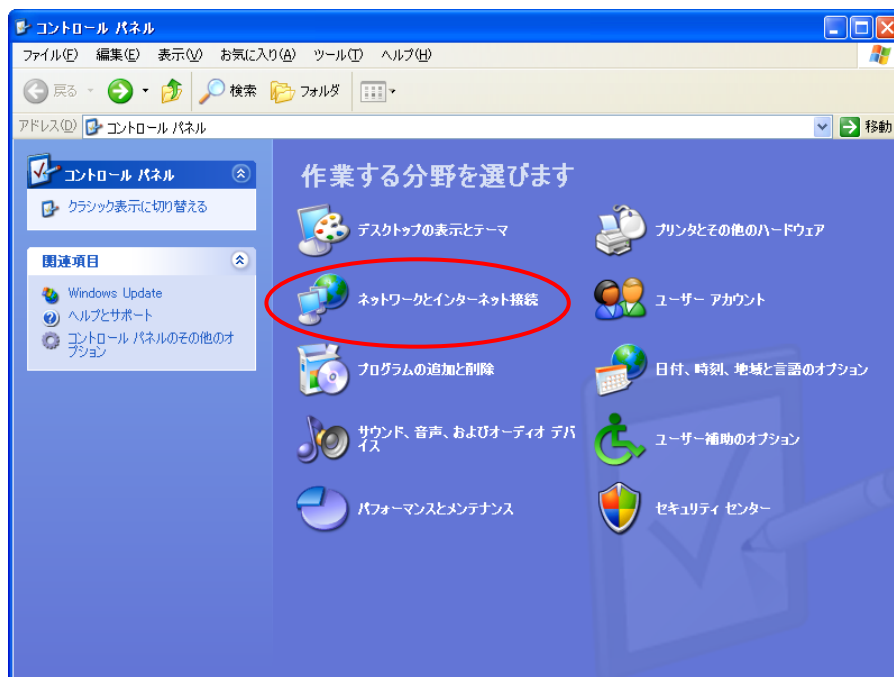 コントロール パネル
ファイル(F) 編集(E) 表示(V) お気に入り(A) ツール(T) ヘルプ(H)
戻る 検索 フォルダ
アドレス(D) コントロール パネル 移動
コントロール パネル
クラシック表示に切り替える
関連項目
Windows Update
ヘルプとサポート
コントロール パネルのその他のオ
プション
作業する分野を選びます
デスクトップの表示とテーマ
プリンタとその他のハードウェア
ネットワークとインターネット接続
ユーザー アカウント
プログラムの追加と削除
日付、時刻、地域と言語のオプション
サウンド、音声、およびオーディオ デバ
イス
ユーザー補助のオプション
パフォーマンスとメンテナンス
セキュリティ センター